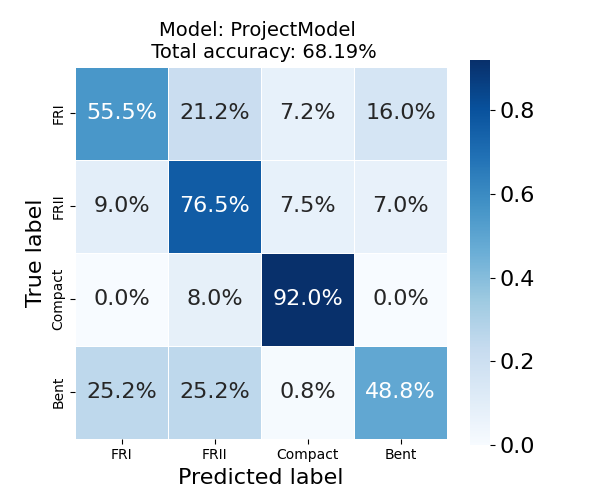 Model: ProjectModel
Total accuracy: 68.19%
FRI
55.5% 21.2% 7.2% 16.0%
FRII
9.0% 76.5% 7.5% 7.0%
Compact
0.0% 8.0% 92.0% 0.0%
Bent
25.2% 25.2% 0.8% 48.8%
True label
FRI FRII Compact Bent
Predicted label
0.8
0.6
0.4
0.2
0.0